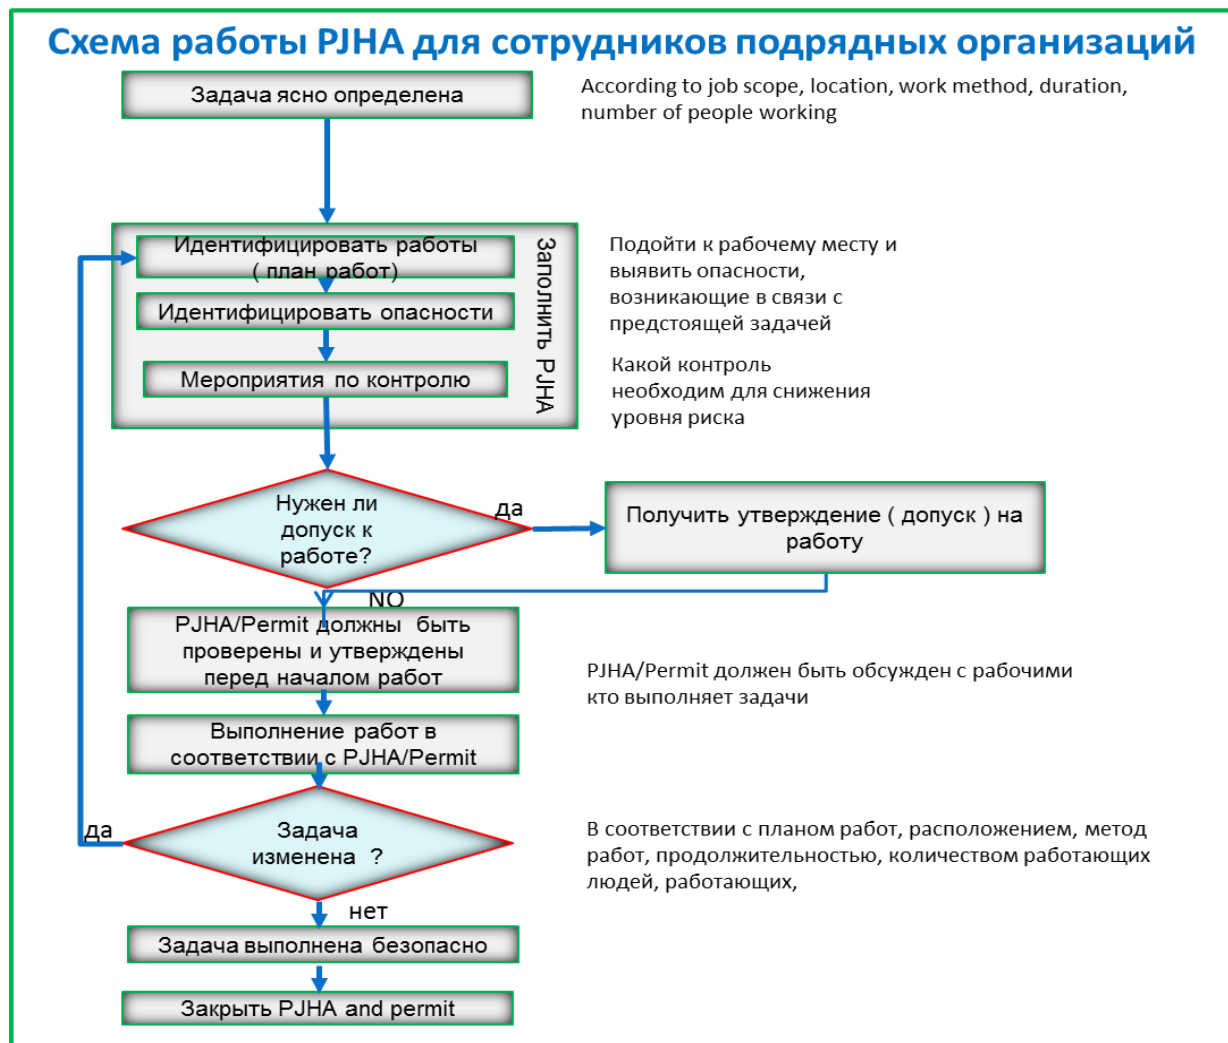 Схема работы PJHA для сотрудников подрядных организаций
Задача ясно определена
According to job scope, location, work method, duration,
number of people working
Идентифицировать работы
( план работ)
Идентифицировать опасности
Мероприятия по контролю
Заполнить PJHA
Подойти к рабочему месту и
выявить опасности,
возникающие в связи с
предстоящей задачей
Какой контроль
необходим для снижения
уровня риска
Нужен ли
допуск к
работе?
да
Получить утверждение ( допуск ) на
работу
NO
PJHA/Permit должны быть
проверены и утверждены
перед началом работ
PJHA/Permit должен быть обсужден с рабочими
кто выполняет задачи
Выполнение работ в
соответствии с PJHA/Permit
да
Задача
изменена ?
В соответствии с планом работ, расположением, метод
работ, продолжительностью, количеством работающих
людей, работающих,
нет
Задача выполнена безопасно
Закрыть PJHA and permit